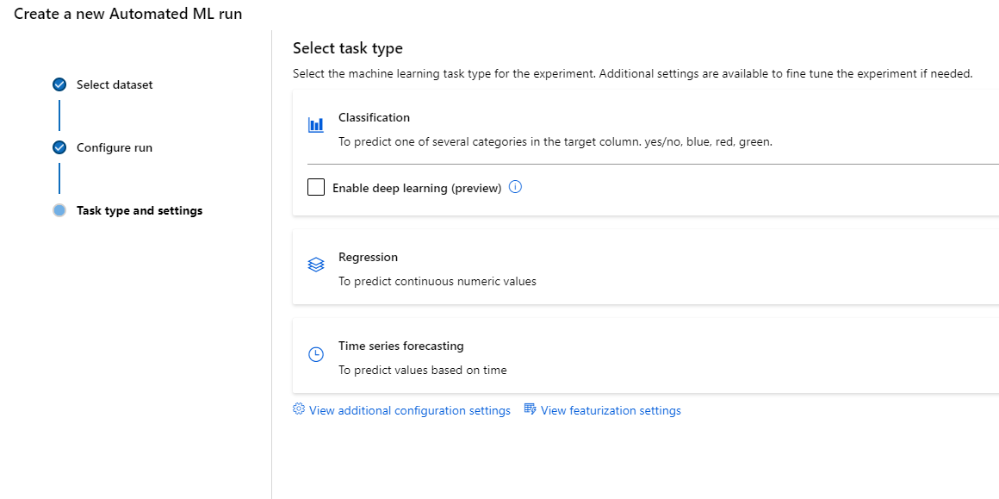 Create a new Automated ML run
Select dataset
Configure run
Task type and settings
Select task type
Select the machine learning task type for the experiment. Additional settings are available to fine tune the experiment if needed.
Classification
To predict one of several categories in the target column. yes/no, blue, red, green.
Enable deep learning (preview)
Regression
To predict continuous numeric values
Time series forecasting
To predict values based on time
View additional configuration settings View featurization settings